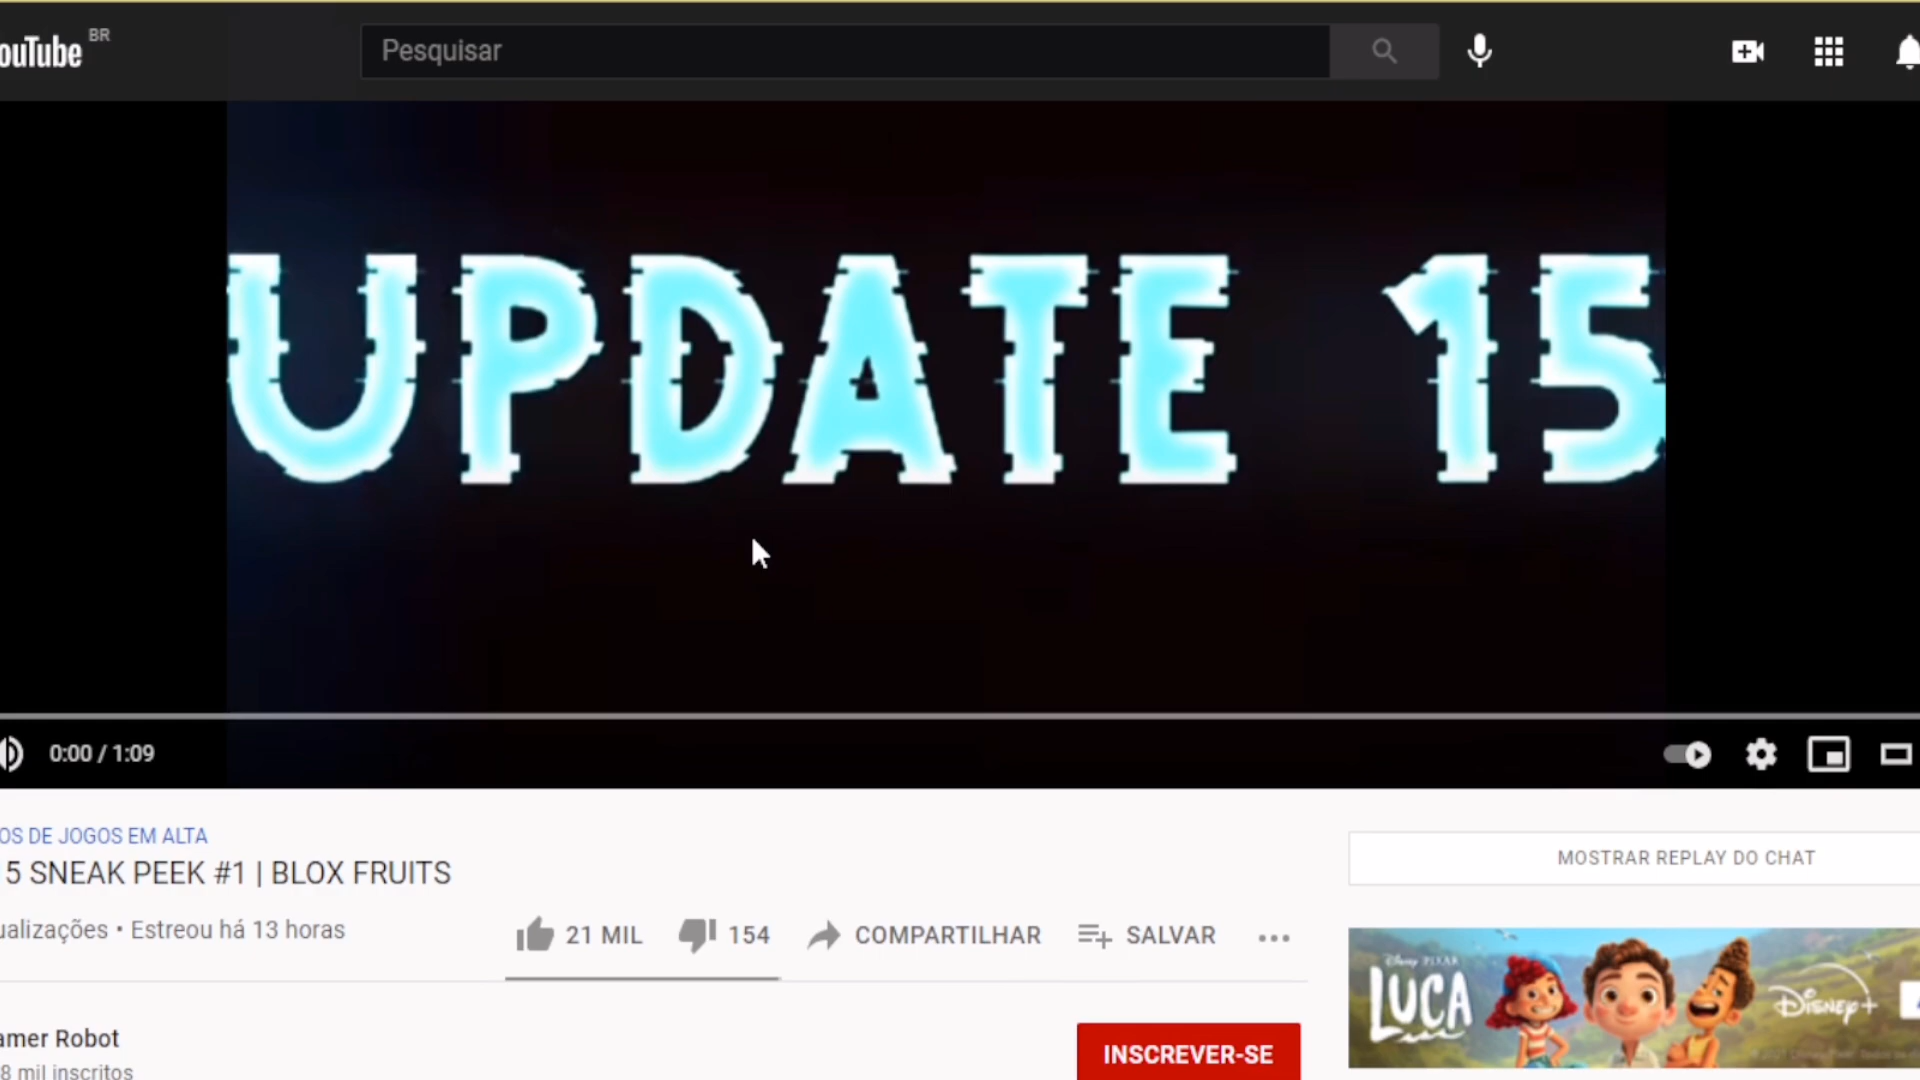 ouTube BR
Pesquisar
UPDATE 15
0:00 / 1:09
OS DE JOGOS EM ALTA
5 SNEAK PEEK #1 | BLOX FRUITS
ualizações • Estreou há 13 horas
21 MIL
154
COMPARTILHAR
SALVAR
MOSTRAR REPLAY DO CHAT
Disney PIXAR
LUCA
Disney+
amer Robot
8 mil inscritos
INSCREVER-SE